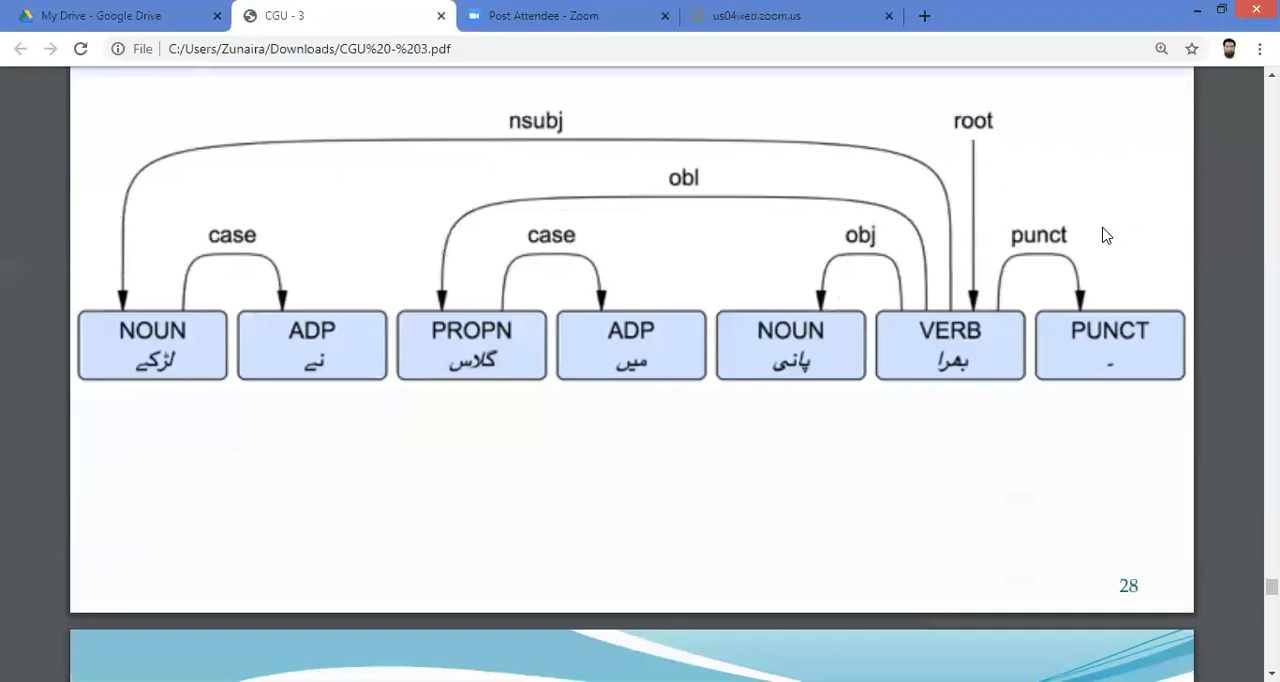 My Drive - Google Drive
CGU - 3
Post Attendee - Zoom
us04web.zoom.us
File
C:/Users/Zunaira/Downloads/CGU%20-%203.pdf
nsubj
root
obl
case
case
obj
punct
NOUN
ADP
PROPN
ADP
NOUN
VERB
PUNCT
لڑکے
نے
گلاس
میں
پانی
بھرا
۔
28